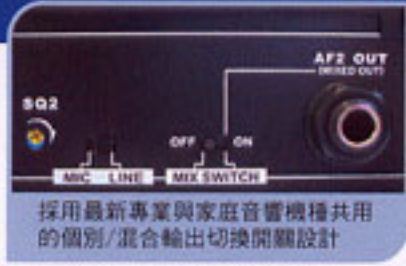 AF2 OUT
(MIXED OUT)
SQ2
OFF ON
MIC LINE MIX SWITCH
採用最新專業與家庭音響機種共用
的個別/混合輸出切換開關設計